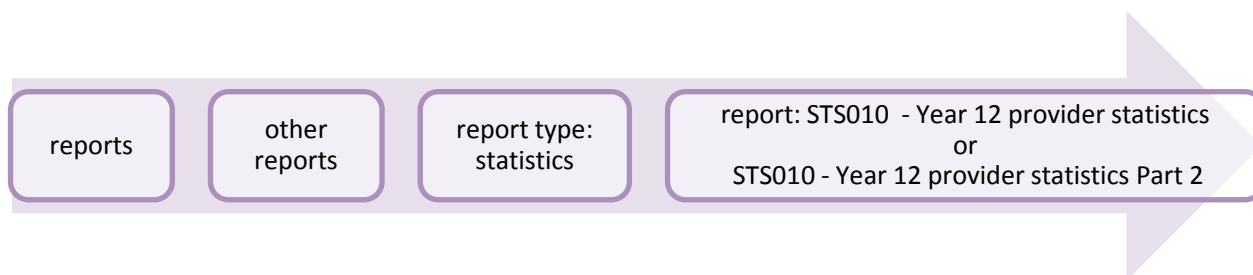 reports
other
reports
report type:
statistics
report: STS010 - Year 12 provider statistics
or
STS010 - Year 12 provider statistics Part 2